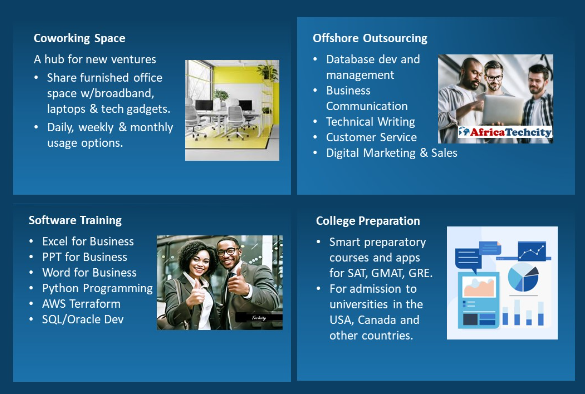 Coworking Space
A hub for new ventures
• Share furnished office
space w/broadband,
laptops & tech gadgets.
• Daily, weekly & monthly
usage options.
Offshore Outsourcing
• Database dev and
management
• Business
Communication
• Technical Writing
• Customer Service
• Digital Marketing & Sales
AfricaTechcity
Software Training
• Excel for Business
• PPT for Business
• Word for Business
• Python Programming
• AWS Terraform
• SQL/Oracle Dev
College Preparation
• Smart preparatory
courses and apps
for SAT, GMAT, GRE.
• For admission to
universities in the
USA, Canada and
other countries.